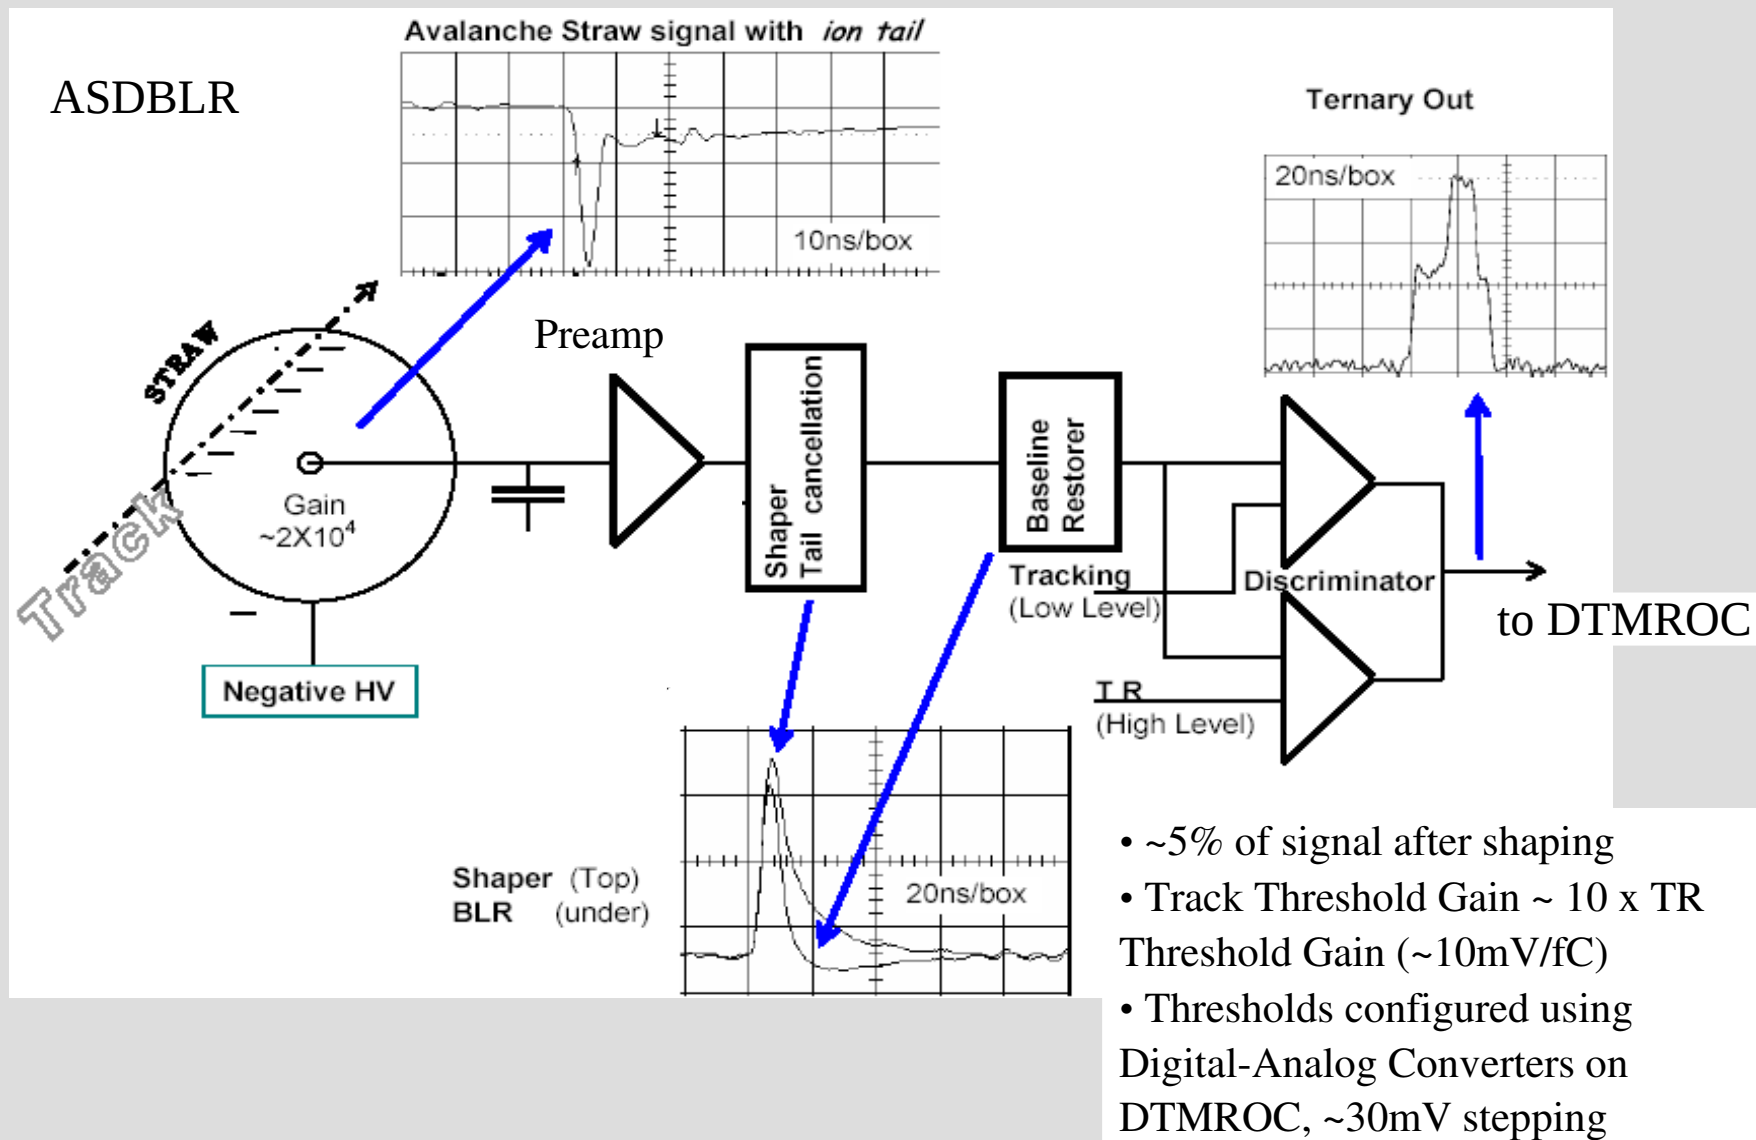 Avalanche Straw signal with ion tail
ASDBLR
10ns/box
Ternary Out
20ns/box
STRAW
Preamp
Gain
~2X10⁴
Track
Shaper
Tail cancellation
Baseline
Restorer
Tracking
(Low Level)
Discriminator
to DTMROC
Negative HV
T R
(High Level)
Shaper (Top)
BLR (under)
20ns/box
• ~5% of signal after shaping
• Track Threshold Gain ~ 10 x TR
Threshold Gain (~10mV/fC)
• Thresholds configured using
Digital-Analog Converters on
DTMROC, ~30mV stepping